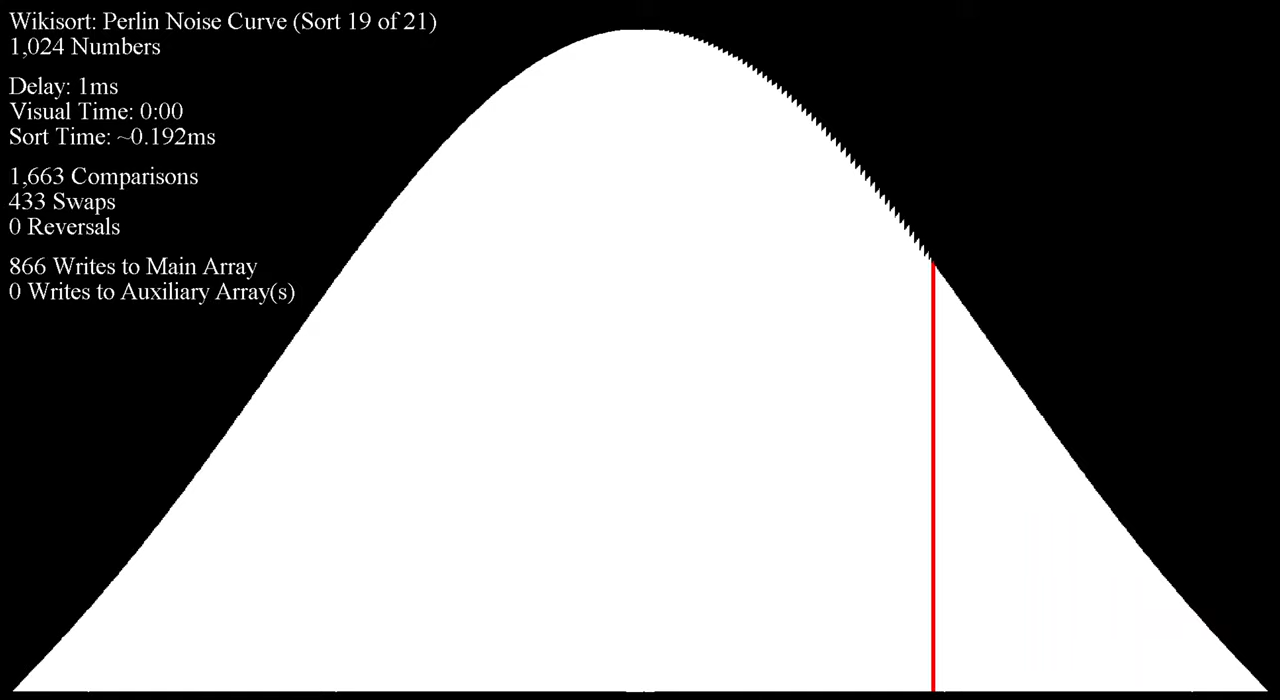 Wikisort: Perlin Noise Curve (Sort 19 of 21)
1,024 Numbers
Delay: 1ms
Visual Time: 0:00
Sort Time: ~0.192ms
1,663 Comparisons
433 Swaps
0 Reversals
866 Writes to Main Array
0 Writes to Auxiliary Array(s)